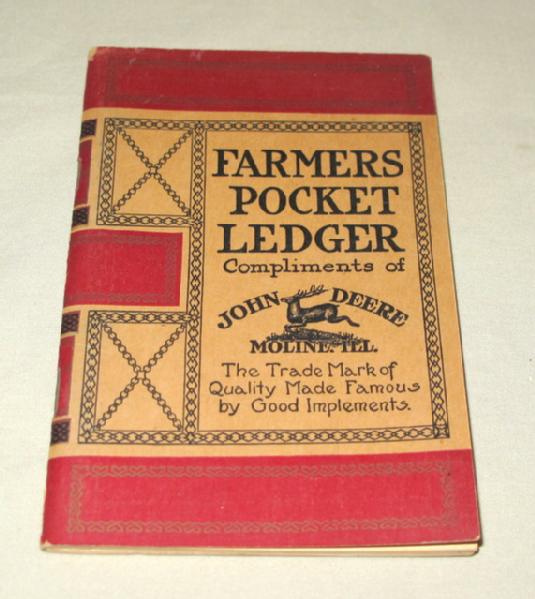 FARMERS
POCKET
LEDGER
Compliments of
JOHN DEERE
MOLINE, ILL.
The Trade Mark of
Quality Made Famous
by Good Implements.